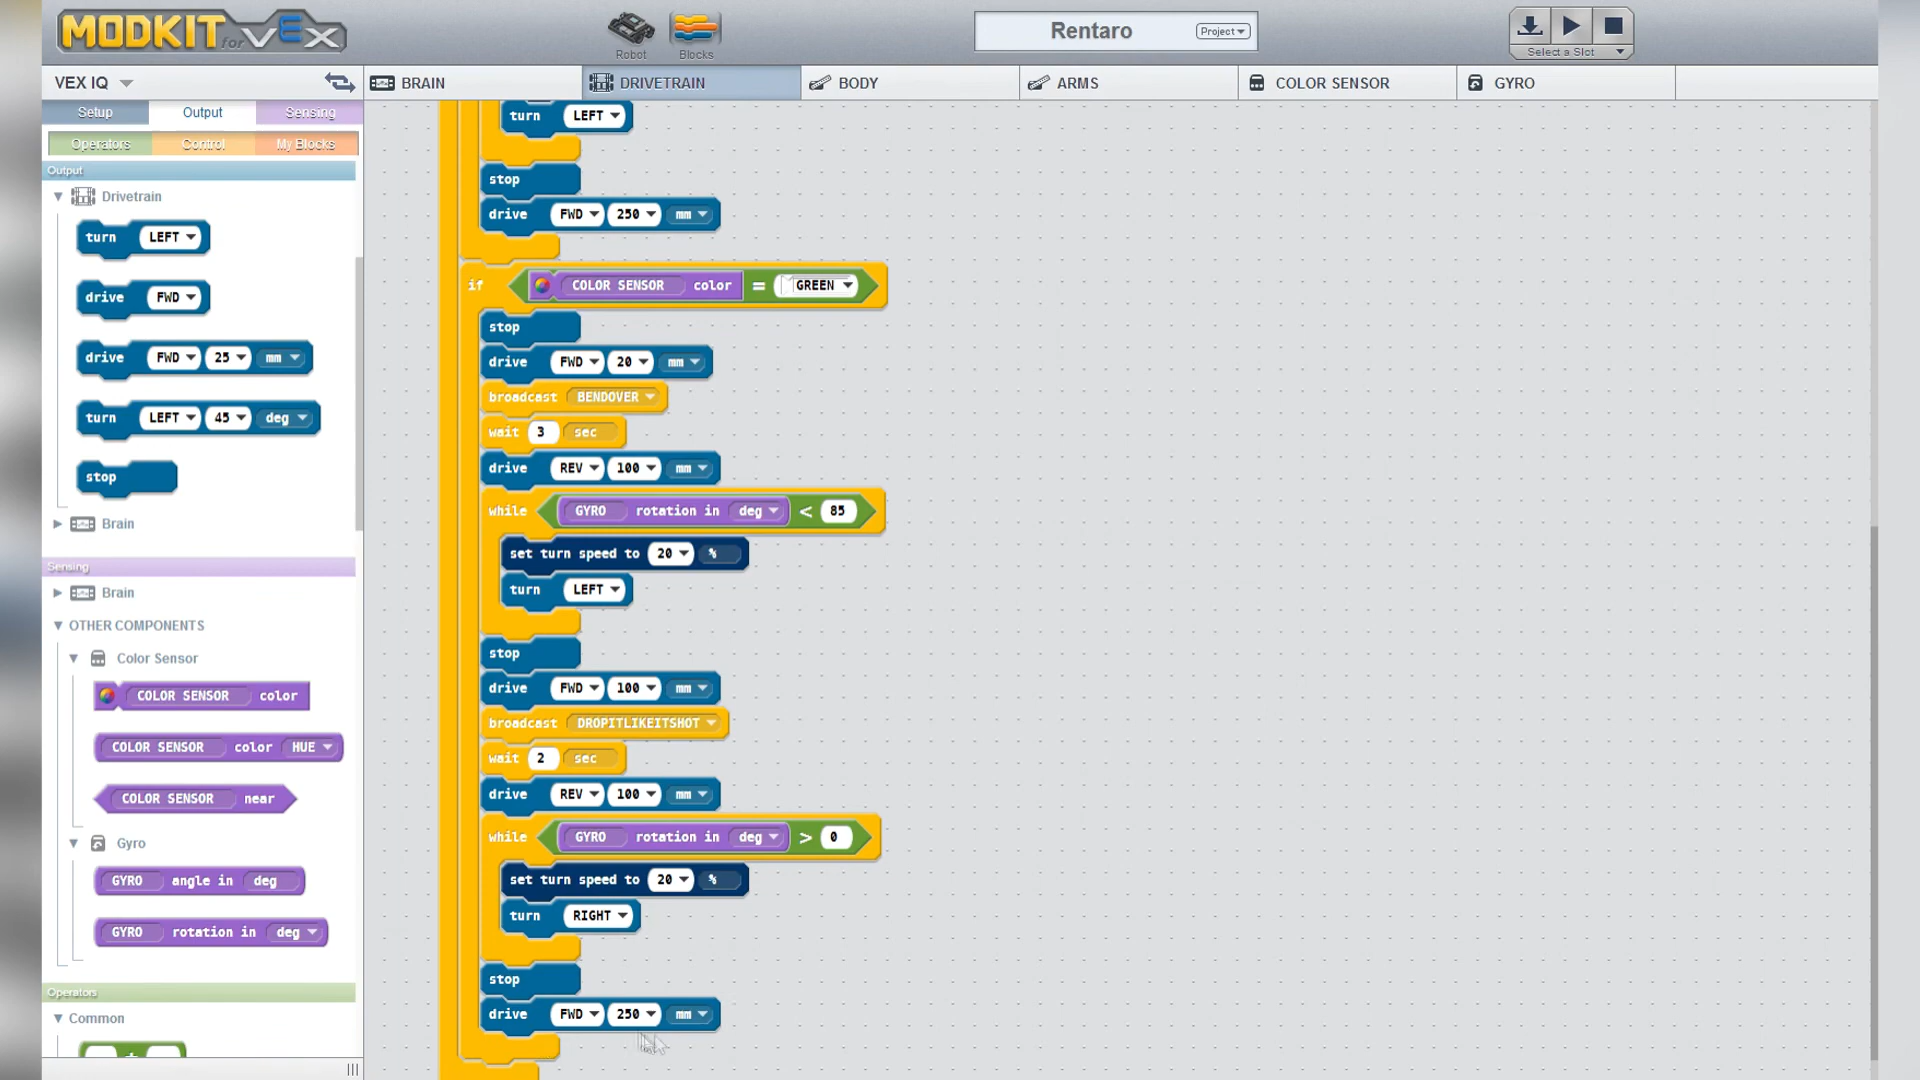 MODKIT for VEX
Robot
Blocks
Rentaro
Project
Select a Slot
VEX IQ
BRAIN
DRIVETRAIN
BODY
ARMS
COLOR SENSOR
GYRO
Setup
Output
Sensing
Operators
Control
My Blocks
Output
Drivetrain
turn LEFT
drive FWD
drive FWD 25 mm
turn LEFT 45 deg
stop
Brain
Sensing
Brain
OTHER COMPONENTS
Color Sensor
COLOR SENSOR color
COLOR SENSOR color HUE
COLOR SENSOR near
Gyro
GYRO angle in deg
GYRO rotation in deg
Operators
Common
+
turn LEFT
stop
drive FWD 250 mm
if COLOR SENSOR color = GREEN
stop
drive FWD 20 mm
broadcast BENDOVER
wait 3 sec
drive REV 100 mm
while GYRO rotation in deg < 85
set turn speed to 20 %
turn LEFT
stop
drive FWD 100 mm
broadcast DROPITLIKEITSHOT
wait 2 sec
drive REV 100 mm
while GYRO rotation in deg > 0
set turn speed to 20 %
turn RIGHT
stop
drive FWD 250 mm